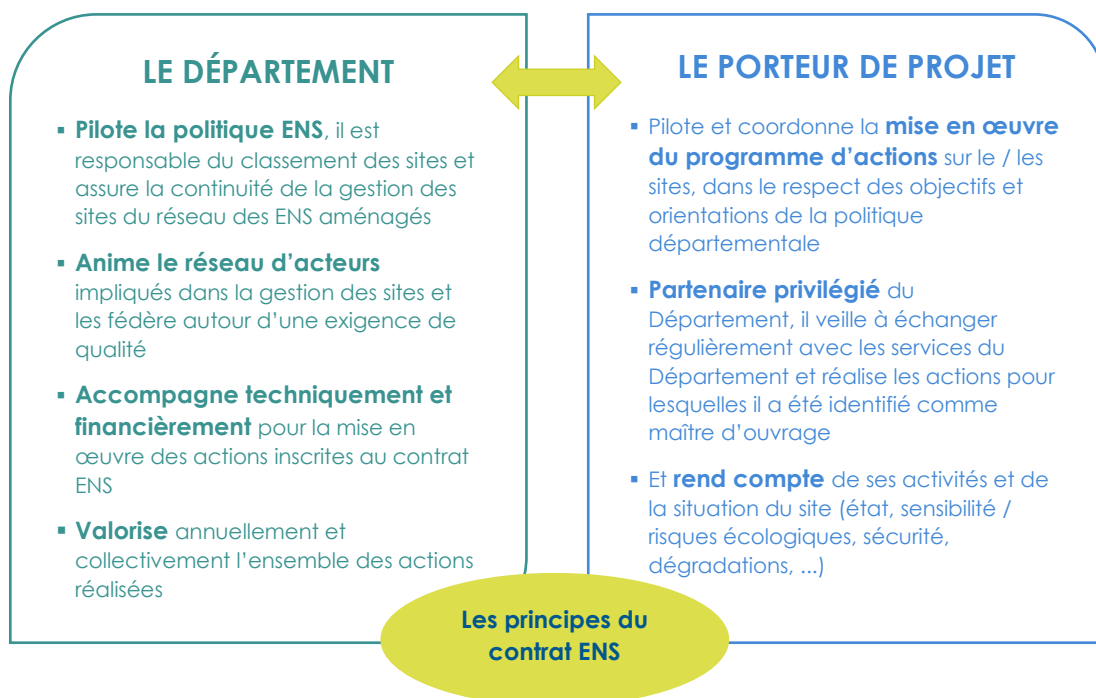 LE DÉPARTEMENT
▪ Pilote la politique ENS, il est
responsable du classement des sites et
assure la continuité de la gestion des
sites du réseau des ENS aménagés
▪ Anime le réseau d’acteurs
impliqués dans la gestion des sites et
les fédère autour d’une exigence de
qualité
▪ Accompagne techniquement et
financièrement pour la mise en
œuvre des actions inscrites au contrat
ENS
▪ Valorise annuellement et
collectivement l’ensemble des actions
réalisées
LE PORTEUR DE PROJET
▪ Pilote et coordonne la mise en œuvre
du programme d’actions sur le / les
sites, dans le respect des objectifs et
orientations de la politique
départementale
▪ Partenaire privilégié du
Département, il veille à échanger
régulièrement avec les services du
Département et réalise les actions pour
lesquelles il a été identifié comme
maître d’ouvrage
▪ Et rend compte de ses activités et de
la situation du site (état, sensibilité /
risques écologiques, sécurité,
dégradations, ...)
Les principes du
contrat ENS